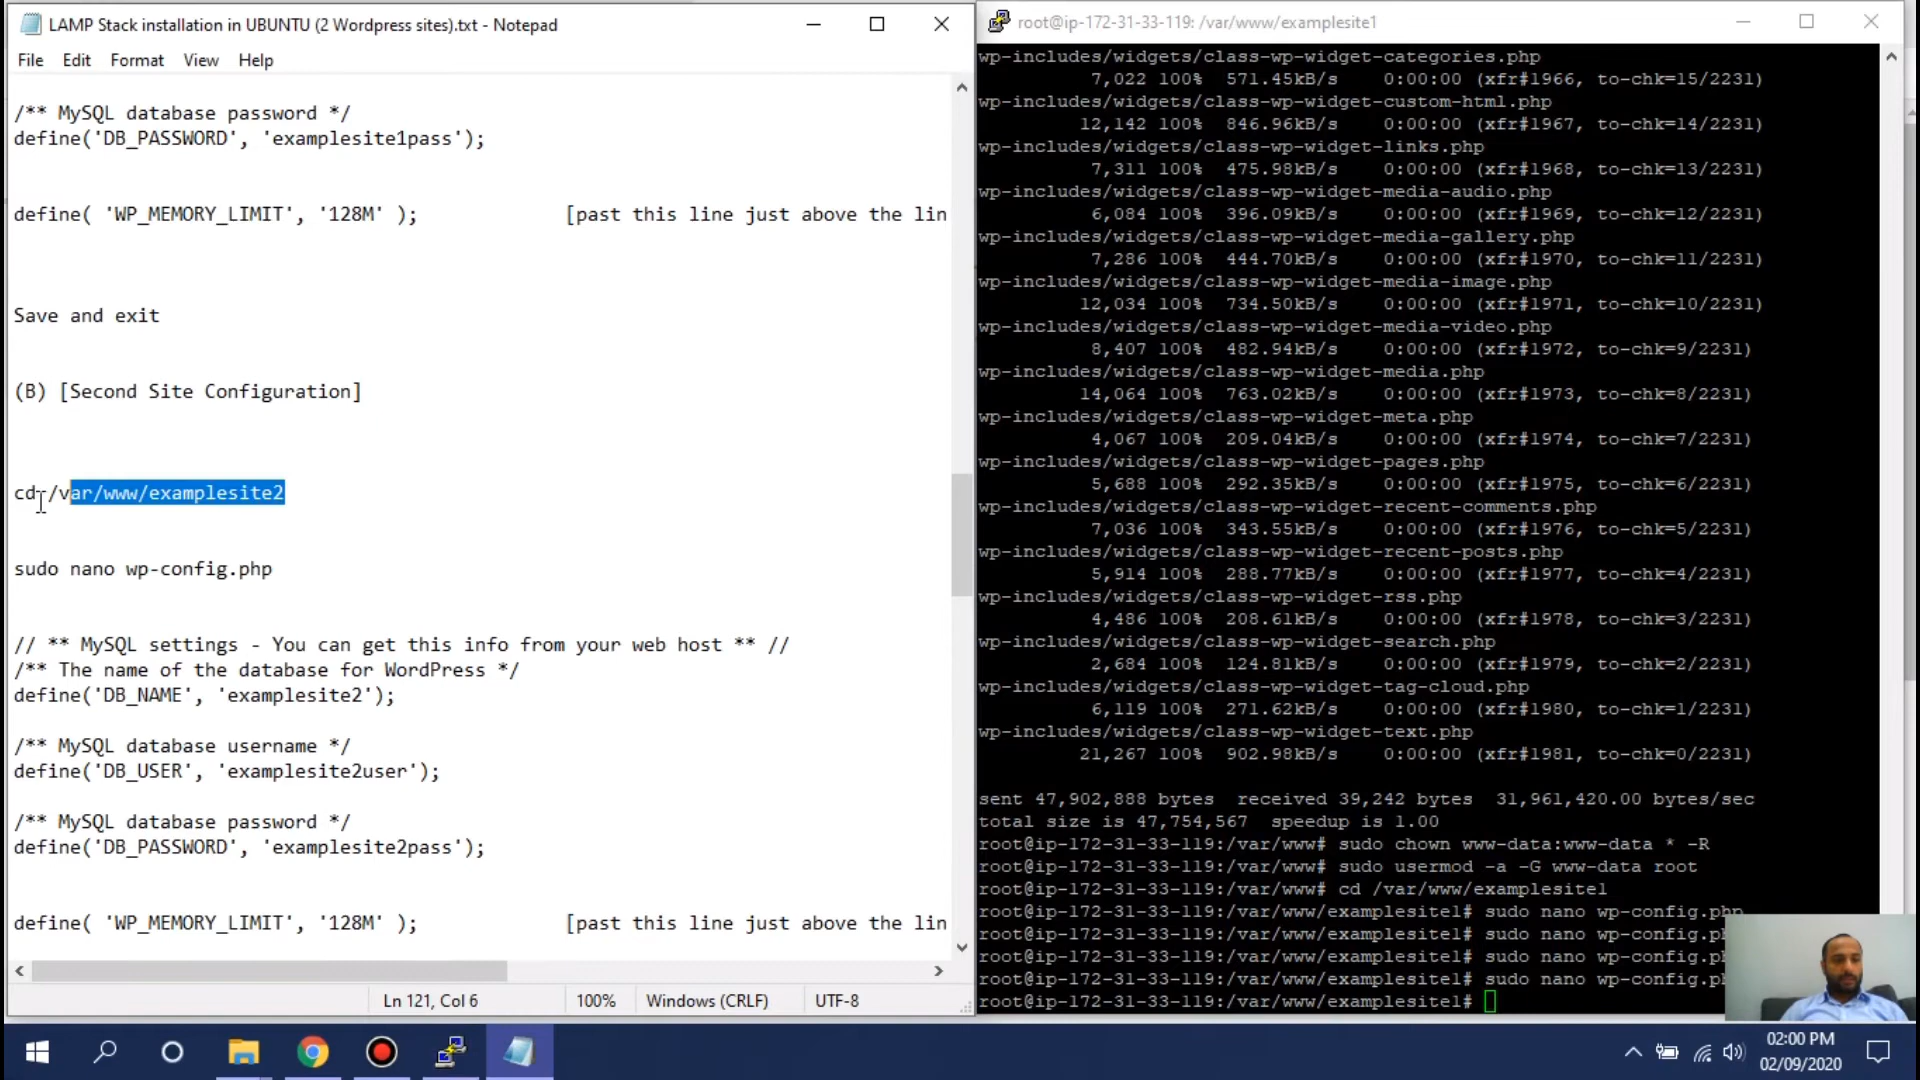 LAMP Stack installation in UBUNTU (2 Wordpress sites).txt - Notepad
File Edit Format View Help
/** MySQL database password */
define('DB_PASSWORD', 'examplesite1pass');
define( 'WP_MEMORY_LIMIT', '128M' ); [past this line just above the lin
Save and exit
(B) [Second Site Configuration]
cd /var/www/examplesite2
sudo nano wp-config.php
// ** MySQL settings - You can get this info from your web host ** //
/** The name of the database for WordPress */
define('DB_NAME', 'examplesite2');
/** MySQL database username */
define('DB_USER', 'examplesite2user');
/** MySQL database password */
define('DB_PASSWORD', 'examplesite2pass');
define( 'WP_MEMORY_LIMIT', '128M' ); [past this line just above the lin
Ln 121, Col 6 100% Windows (CRLF) UTF-8
root@ip-172-31-33-119: /var/www/examplesite1
wp-includes/widgets/class-wp-widget-categories.php
7,022 100% 571.45kB/s 0:00:00 (xfr#1966, to-chk=15/2231)
wp-includes/widgets/class-wp-widget-custom-html.php
12,142 100% 846.96kB/s 0:00:00 (xfr#1967, to-chk=14/2231)
wp-includes/widgets/class-wp-widget-links.php
7,311 100% 475.98kB/s 0:00:00 (xfr#1968, to-chk=13/2231)
wp-includes/widgets/class-wp-widget-media-audio.php
6,084 100% 396.09kB/s 0:00:00 (xfr#1969, to-chk=12/2231)
wp-includes/widgets/class-wp-widget-media-gallery.php
7,286 100% 444.70kB/s 0:00:00 (xfr#1970, to-chk=11/2231)
wp-includes/widgets/class-wp-widget-media-image.php
12,034 100% 734.50kB/s 0:00:00 (xfr#1971, to-chk=10/2231)
wp-includes/widgets/class-wp-widget-media-video.php
8,407 100% 482.94kB/s 0:00:00 (xfr#1972, to-chk=9/2231)
wp-includes/widgets/class-wp-widget-media.php
14,064 100% 763.02kB/s 0:00:00 (xfr#1973, to-chk=8/2231)
wp-includes/widgets/class-wp-widget-meta.php
4,067 100% 209.04kB/s 0:00:00 (xfr#1974, to-chk=7/2231)
wp-includes/widgets/class-wp-widget-pages.php
5,688 100% 292.35kB/s 0:00:00 (xfr#1975, to-chk=6/2231)
wp-includes/widgets/class-wp-widget-recent-comments.php
7,036 100% 343.55kB/s 0:00:00 (xfr#1976, to-chk=5/2231)
wp-includes/widgets/class-wp-widget-recent-posts.php
5,914 100% 288.77kB/s 0:00:00 (xfr#1977, to-chk=4/2231)
wp-includes/widgets/class-wp-widget-rss.php
4,486 100% 208.61kB/s 0:00:00 (xfr#1978, to-chk=3/2231)
wp-includes/widgets/class-wp-widget-search.php
2,684 100% 124.81kB/s 0:00:00 (xfr#1979, to-chk=2/2231)
wp-includes/widgets/class-wp-widget-tag-cloud.php
6,119 100% 271.62kB/s 0:00:00 (xfr#1980, to-chk=1/2231)
wp-includes/widgets/class-wp-widget-text.php
21,267 100% 902.98kB/s 0:00:00 (xfr#1981, to-chk=0/2231)
sent 47,902,888 bytes received 39,242 bytes 31,961,420.00 bytes/sec
total size is 47,754,567 speedup is 1.00
root@ip-172-31-33-119:/var/www# sudo chown www-data:www-data * -R
root@ip-172-31-33-119:/var/www# sudo usermod -a -G www-data root
root@ip-172-31-33-119:/var/www# cd /var/www/examplesite1
root@ip-172-31-33-119:/var/www/examplesite1# sudo nano wp-config.php
root@ip-172-31-33-119:/var/www/examplesite1# sudo nano wp-config.p
root@ip-172-31-33-119:/var/www/examplesite1# sudo nano wp-config.p
root@ip-172-31-33-119:/var/www/examplesite1# sudo nano wp-config.p
root@ip-172-31-33-119:/var/www/examplesite1#
02:00 PM
02/09/2020